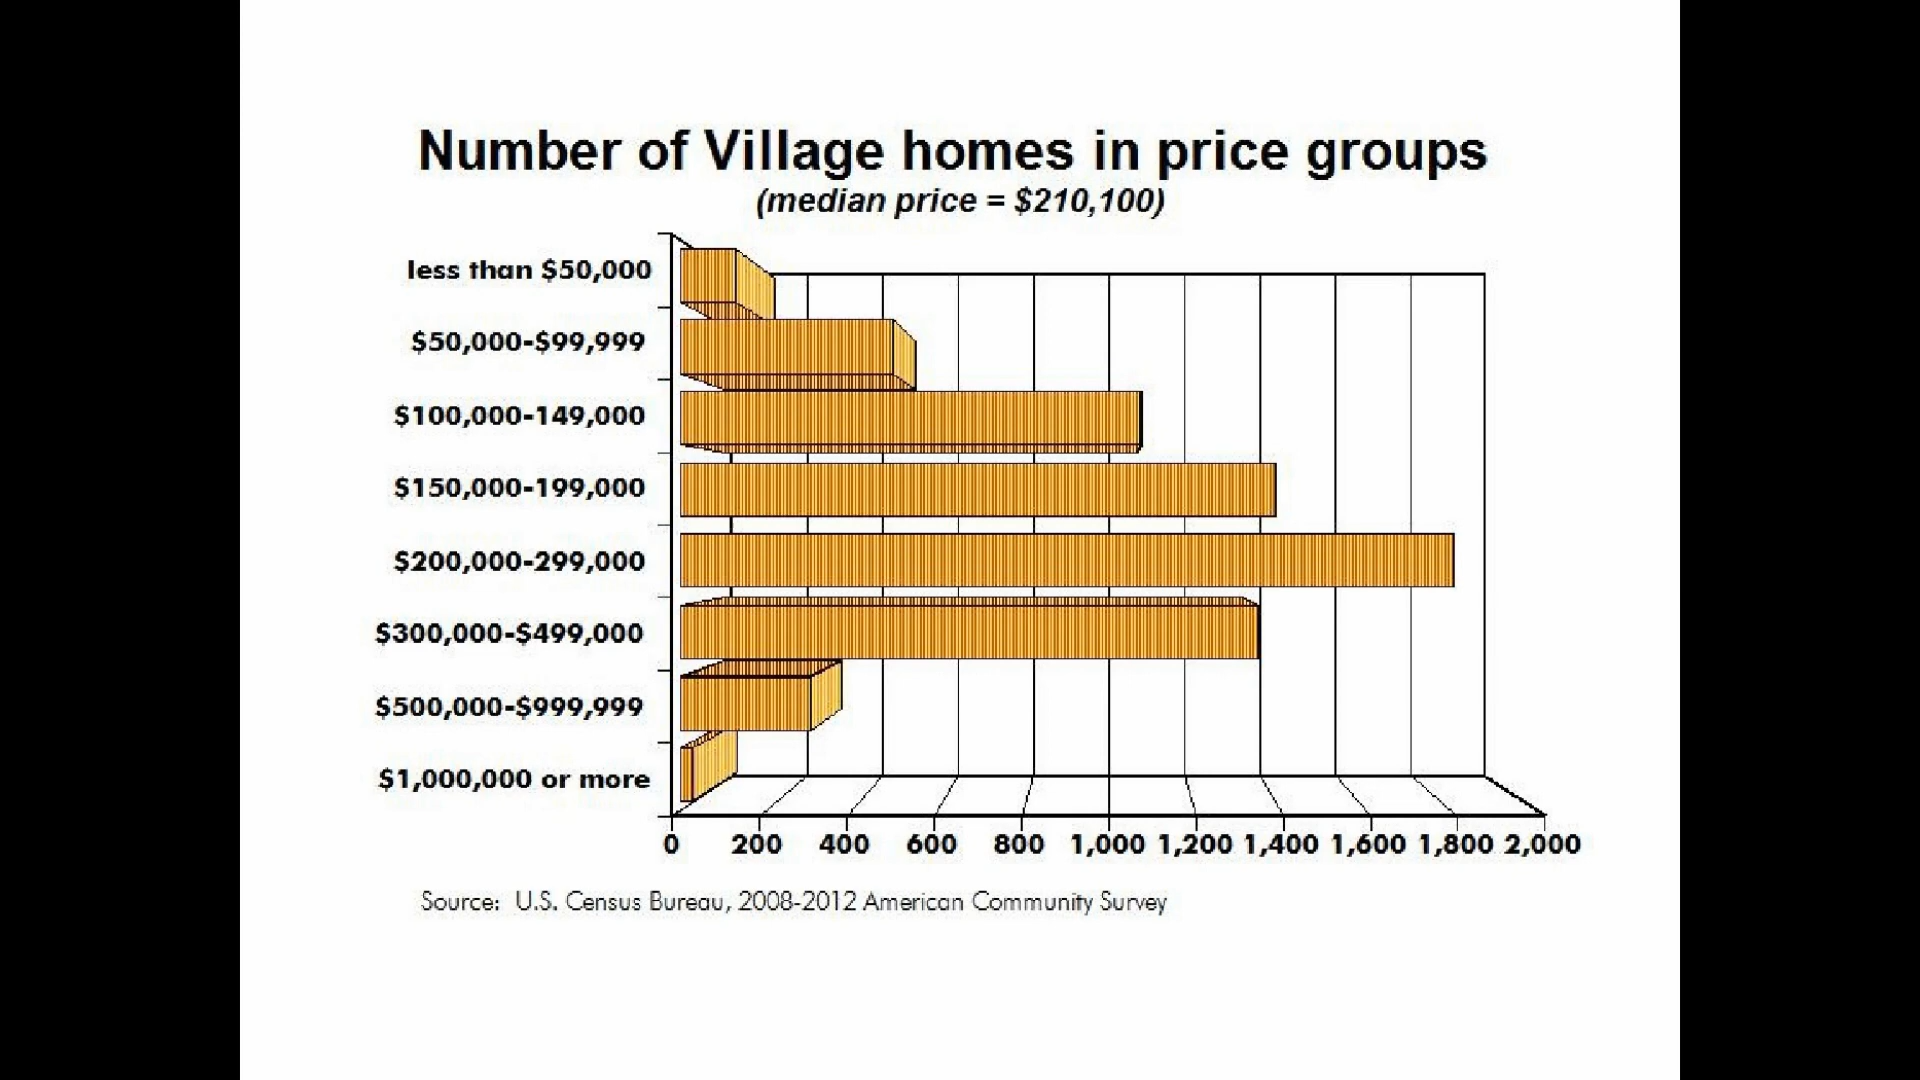 Number of Village homes in price groups
(median price = $210,100)
less than $50,000
$50,000-$99,999
$100,000-149,000
$150,000-199,000
$200,000-299,000
$300,000-$499,000
$500,000-$999,999
$1,000,000 or more
0 200 400 600 800 1,000 1,200 1,400 1,600 1,800 2,000
Source: U.S. Census Bureau, 2008-2012 American Community Survey